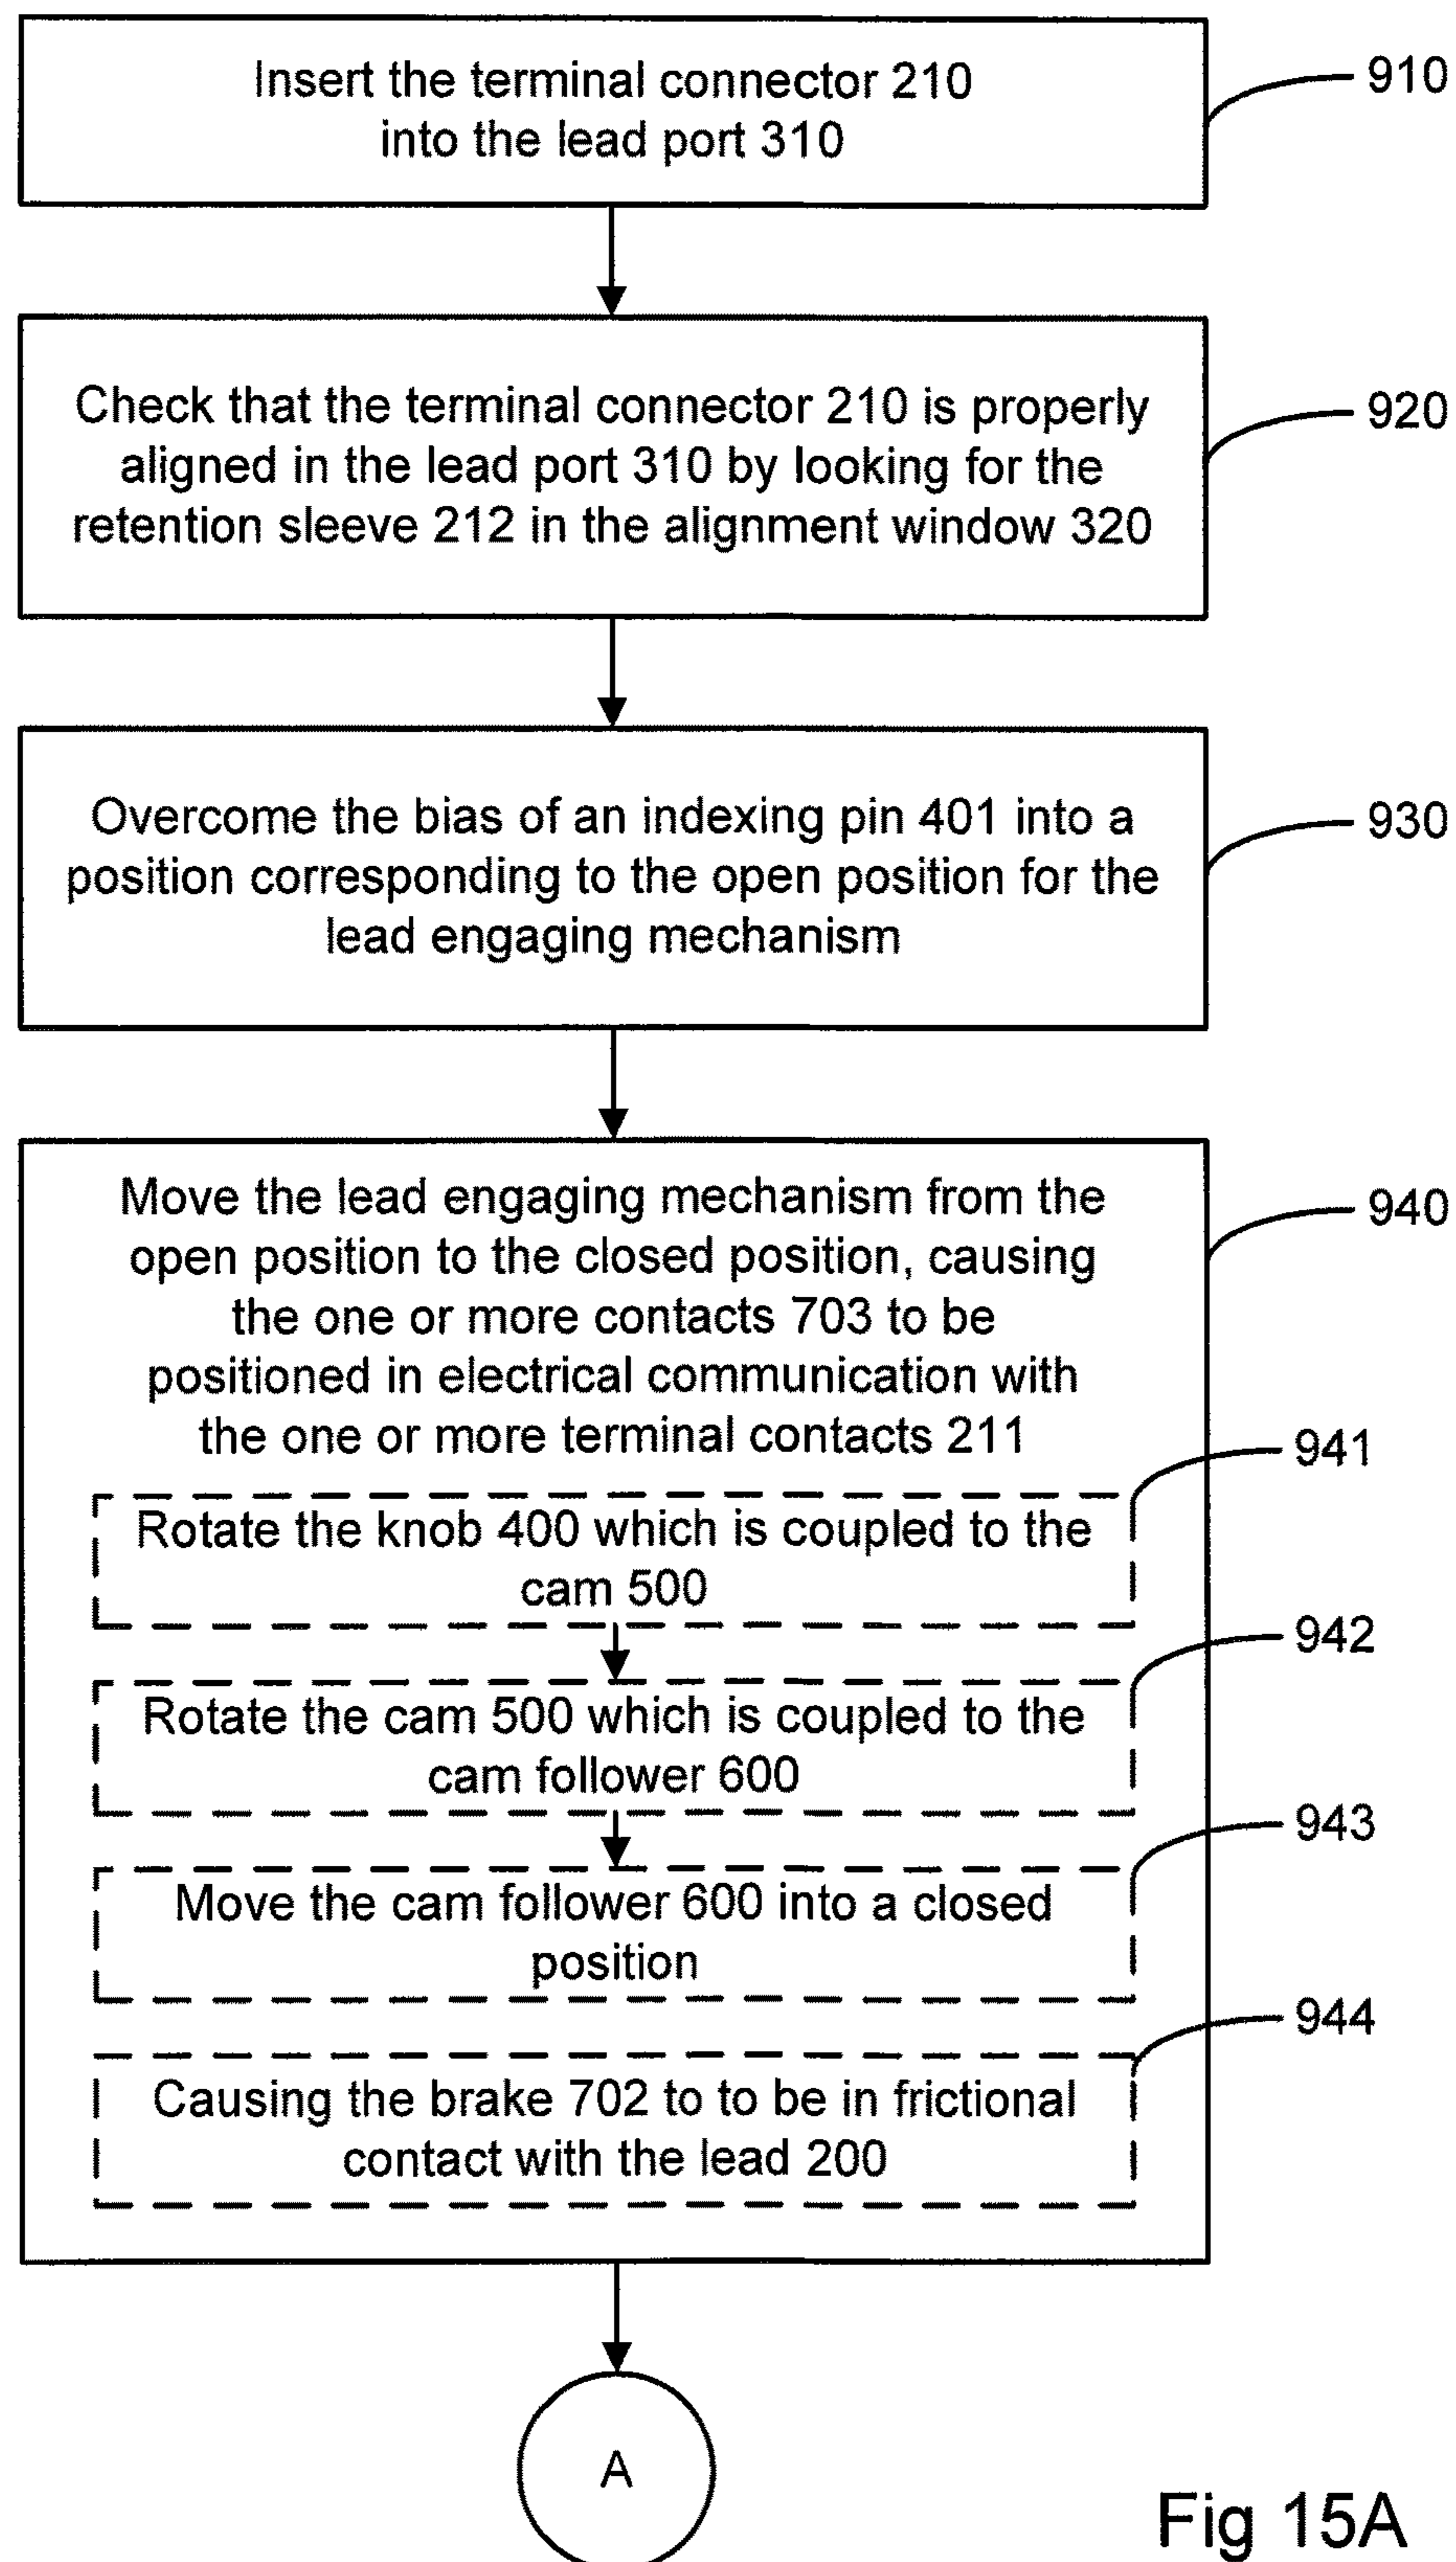 Insert the terminal connector 210
into the lead port 310
910
Check that the terminal connector 210 is properly
aligned in the lead port 310 by looking for the
retention sleeve 212 in the alignment window 320
920
Overcome the bias of an indexing pin 401 into a
position corresponding to the open position for the
lead engaging mechanism
930
Move the lead engaging mechanism from the
open position to the closed position, causing
the one or more contacts 703 to be
positioned in electrical communication with
the one or more terminal contacts 211
940
Rotate the knob 400 which is coupled to the
cam 500
941
Rotate the cam 500 which is coupled to the
cam follower 600
942
Move the cam follower 600 into a closed
position
943
Causing the brake 702 to to be in frictional
contact with the lead 200
944
A
Fig 15A